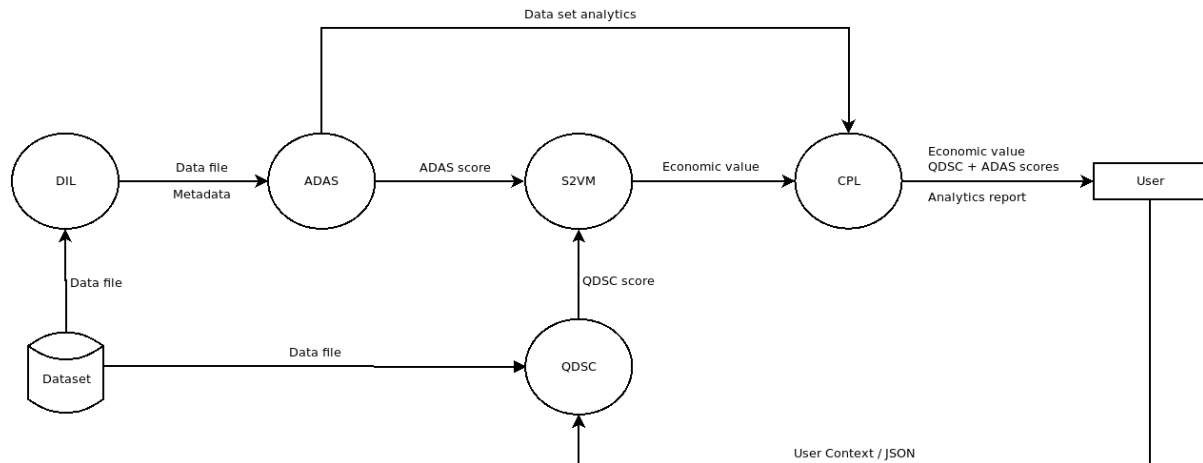 Data set analytics
DIL
Data file
Metadata
ADAS
ADAS score
S2VM
Economic value
CPL
Economic value
QDSC + ADAS scores
Analytics report
User
Data file
QDSC score
Dataset
Data file
QDSC
User Context / JSON